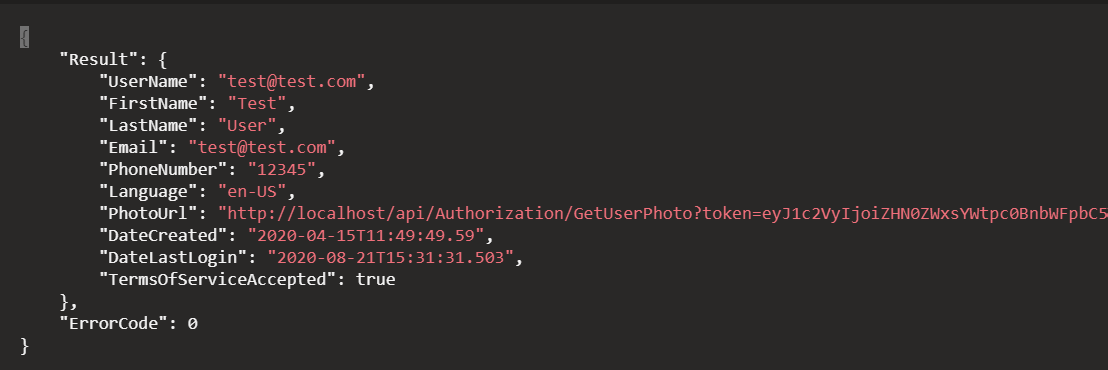 {
"Result": {
"UserName": "test@test.com",
"FirstName": "Test",
"LastName": "User",
"Email": "test@test.com",
"PhoneNumber": "12345",
"Language": "en-US",
"PhotoUrl": "http://localhost/api/Authorization/GetUserPhoto?token=eyJ1c2VyIjoiZHN0ZWxsYWtpc0BnbWFpbC5
"DateCreated": "2020-04-15T11:49:49.59",
"DateLastLogin": "2020-08-21T15:31:31.503",
"TermsOfServiceAccepted": true
},
"ErrorCode": 0
}